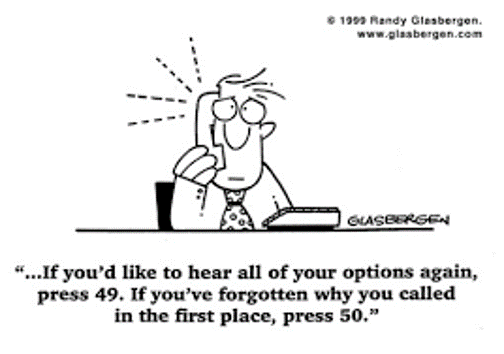 © 1999 Randy Glasbergen.
www.glasbergen.com
GLASBERGEN
“...If you’d like to hear all of your options again,
press 49. If you’ve forgotten why you called
in the first place, press 50.”